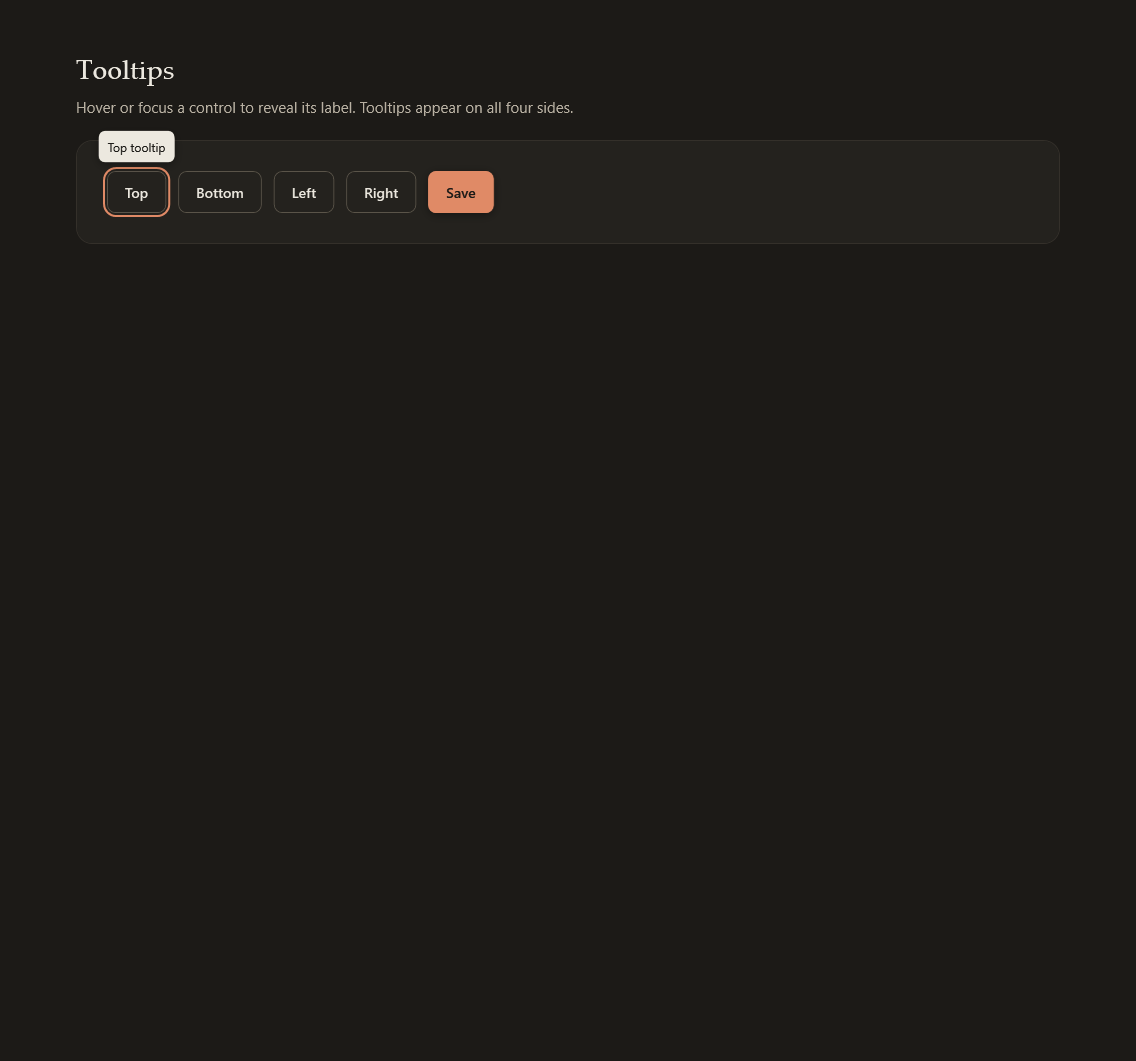 Tooltips
Hover or focus a control to reveal its label. Tooltips appear on all four sides.
Top tooltip
Top Bottom Left Right Save